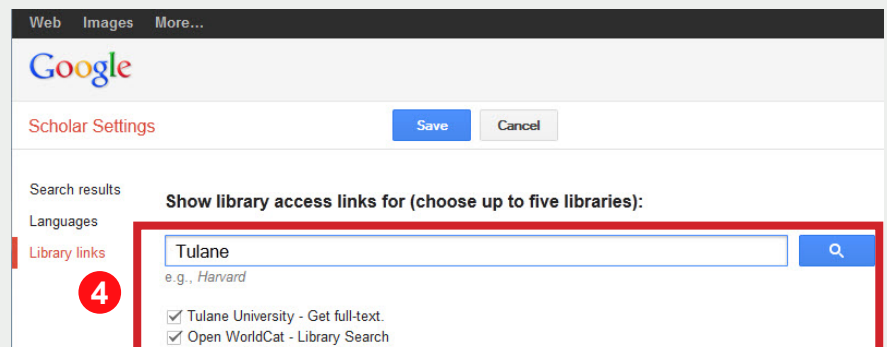 Web Images More...
Google
Scholar Settings Save Cancel
Search results
Show library access links for (choose up to five libraries):
Languages
Library links
Tulane
e.g., Harvard
4
Tulane University - Get full-text.
Open WorldCat - Library Search